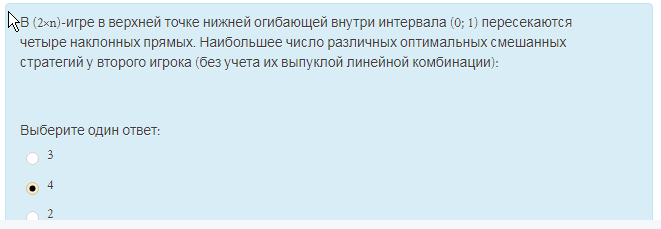 В (2×n)-игре в верхней точке нижней огибающей внутри интервала (0; 1) пересекаются
четыре наклонных прямых. Наибольшее число различных оптимальных смешанных
стратегий у второго игрока (без учета их выпуклой линейной комбинации):
Выберите один ответ:
3
4
2